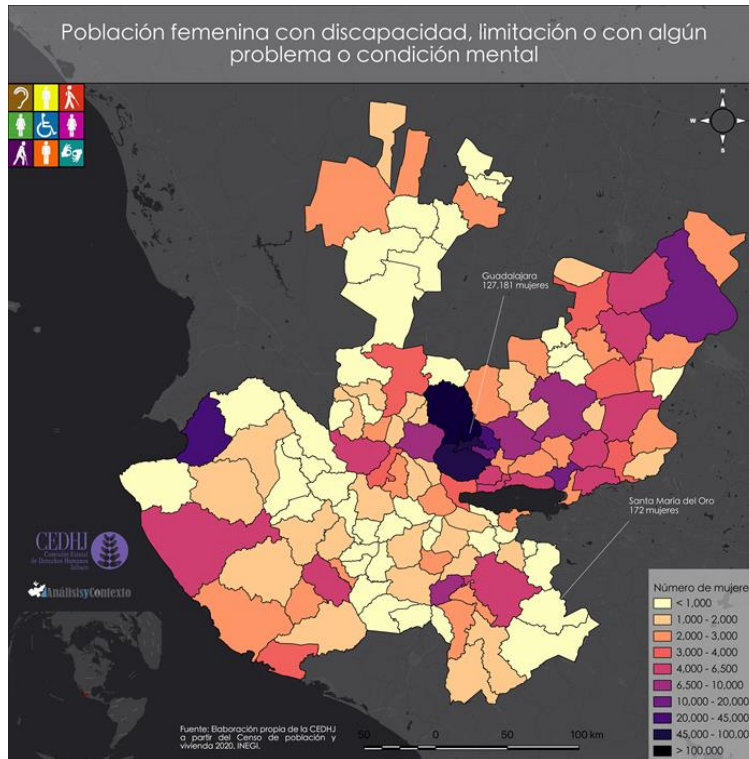 Población femenina con discapacidad, limitación o con algún
problema o condición mental
N
W
E
S
Guadalajara
127,181 mujeres
Santa María del Oro
172 mujeres
CEDHJ
Comisión Estatal
de Derechos Humanos
Jalisco
AnálisisyContexto
Número de mujere
< 1,000
1,000 - 2,000
2,000 - 3,000
3,000 - 4,000
4,000 - 6,500
6,500 - 10,000
10,000 - 20,000
20,000 - 45,000
45,000 - 100,00
> 100,000
Fuente: Elaboración propia de la CEDHJ
a partir del Censo de población y
vivienda 2020, INEGI.
50 0 50 100 km